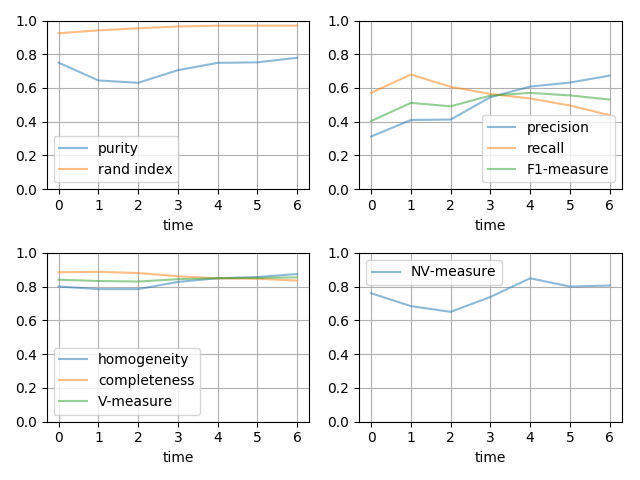 1.0
0.8
0.6
0.4
0.2
0.0
purity
rand index
0 1 2 3 4 5 6
time
1.0
0.8
0.6
0.4
0.2
0.0
precision
recall
F1-measure
0 1 2 3 4 5 6
time
1.0
0.8
0.6
0.4
0.2
0.0
homogeneity
completeness
V-measure
0 1 2 3 4 5 6
time
1.0
0.8
0.6
0.4
0.2
0.0
NV-measure
0 1 2 3 4 5 6
time